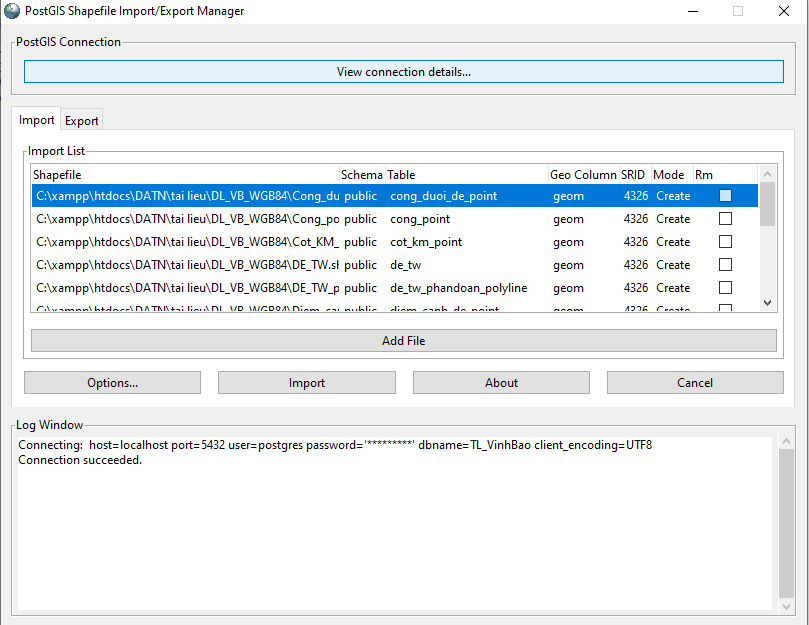 PostGIS Shapefile Import/Export Manager
PostGIS Connection
View connection details...
Import Export
Import List
Shapefile Schema Table Geo Column SRID Mode Rm
C:\xampp\htdocs\DATN\tai lieu\DL_VB_WGB84\Cong_du public cong_duoi_de_point geom 4326 Create
C:\xampp\htdocs\DATN\tai lieu\DL_VB_WGB84\Cong_po public cong_point geom 4326 Create
C:\xampp\htdocs\DATN\tai lieu\DL_VB_WGB84\Cot_KM_ public cot_km_point geom 4326 Create
C:\xampp\htdocs\DATN\tai lieu\DL_VB_WGB84\DE_TW.sh public de_tw geom 4326 Create
C:\xampp\htdocs\DATN\tai lieu\DL_VB_WGB84\DE_TW_p public de_tw_phandoan_polyline geom 4326 Create
C:\xampp\htdocs\DATN\tai lieu\DL_VB_WGB84\Diem_can public diem_canh_de_point geom 4326 Create
Add File
Options... Import About Cancel
Log Window
Connecting: host=localhost port=5432 user=postgres password='*********' dbname=TL_VinhBao client_encoding=UTF8
Connection succeeded.